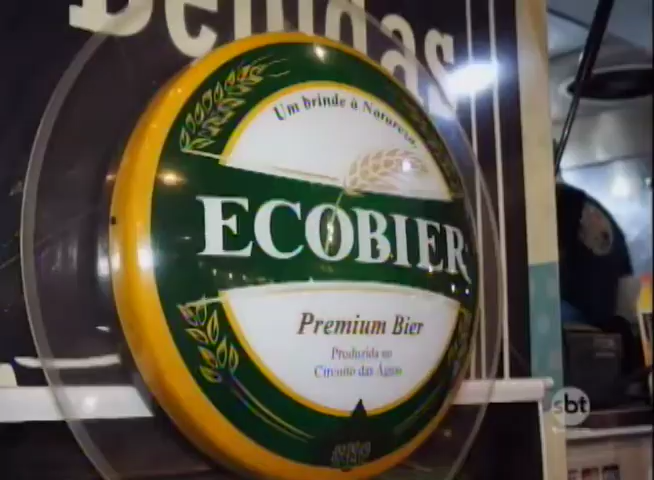 Bebidas
Um brinde à Natureza.
ECOBIER
Premium Bier
Produzida no
Circuito das Águas
sbt